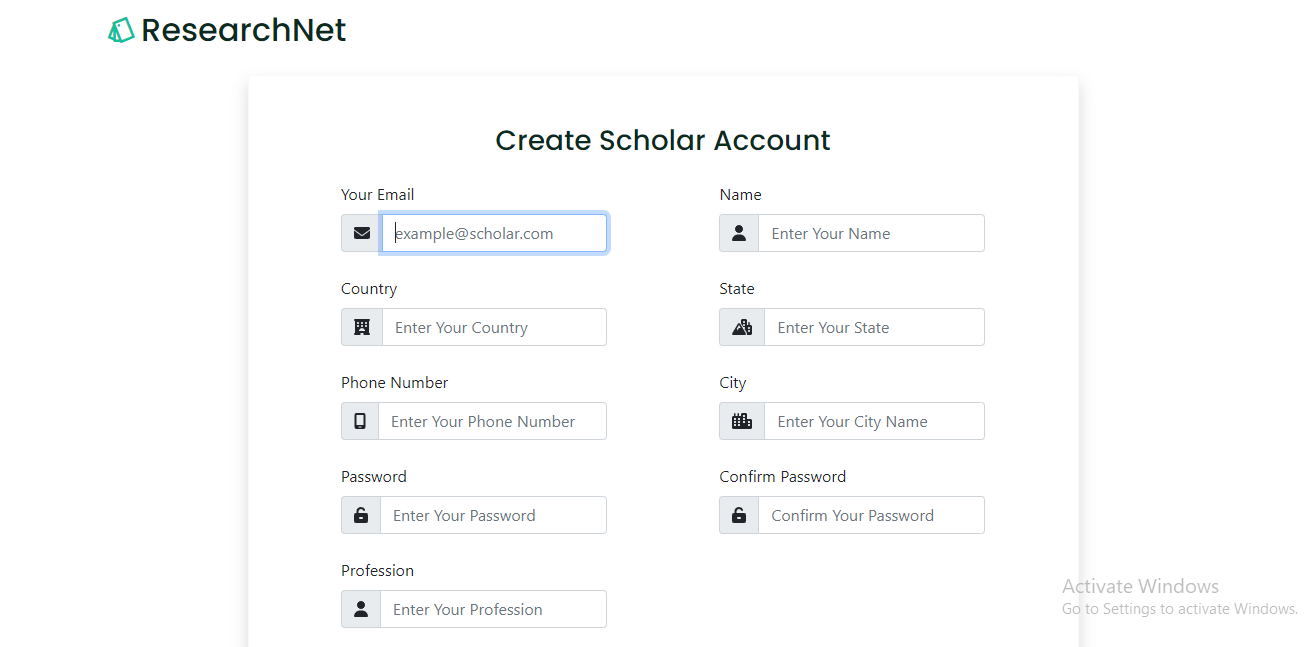 ResearchNet
Create Scholar Account
Your Email
Name
example@scholar.com
Enter Your Name
Country
State
Enter Your Country
Enter Your State
Phone Number
City
Enter Your Phone Number
Enter Your City Name
Password
Confirm Password
Enter Your Password
Confirm Your Password
Profession
Enter Your Profession
Activate Windows
Go to Settings to activate Windows.